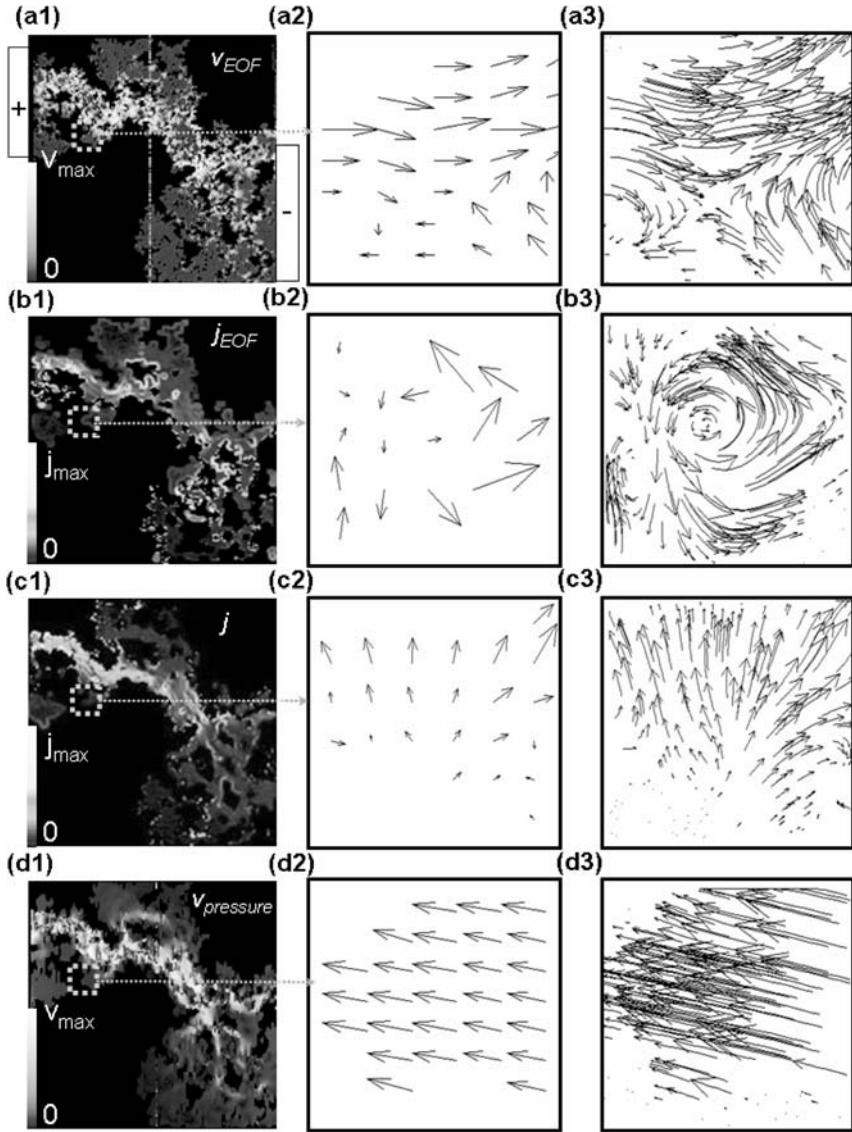 (a1) (a2) (a3)
v_EOF
+
V_max
-
0
(b1) (b2) (b3)
j_EOF
j_max
0
(c1) (c2) (c3)
j
j_max
0
(d1) (d2) (d3)
v_pressure
v_max
0